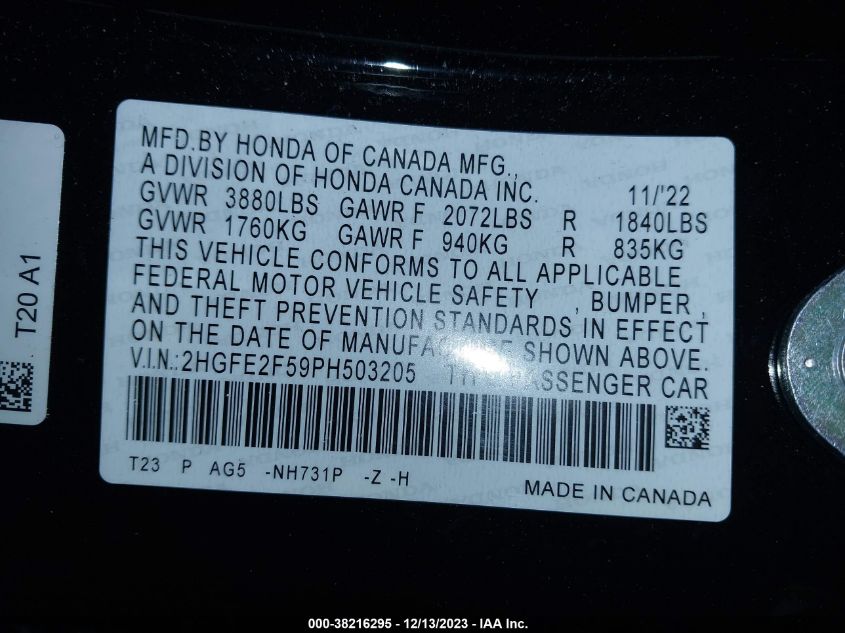 MFD.BY HONDA OF CANADA MFG.,
A DIVISION OF HONDA CANADA INC. 11/'22
GVWR 3880LBS GAWR F 2072LBS R 1840LBS
GVWR 1760KG GAWR F 940KG R 835KG
THIS VEHICLE CONFORMS TO ALL APPLICABLE
FEDERAL MOTOR VEHICLE SAFETY , BUMPER ,
AND THEFT PREVENTION STANDARDS IN EFFECT
ON THE DATE OF MANUFACTURE SHOWN ABOVE.
V.I.N.: 2HGFE2F59PH503205 PASSENGER CAR
T23 P AG5 -NH731P -Z -H
MADE IN CANADA
T20 A1
000-38216295 - 12/13/2023 - IAA Inc.